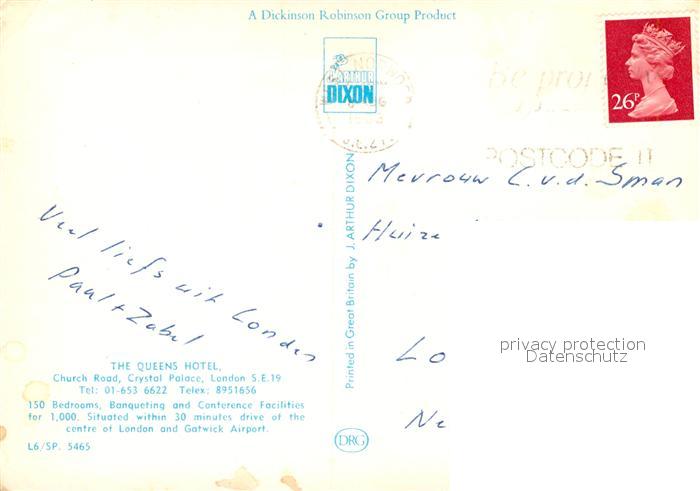 A Dickinson Robinson Group Product
J. ARTHUR
DIXON
26P
POSTCODE IT
Mevrouw C. v. d. Sman
Huize
Lo
Ne
Veel liefs uit Londen
Paul + Zabel
privacy protection
Datenschutz
Printed in Great Britain by J. ARTHUR DIXON
THE QUEENS HOTEL,
Church Road, Crystal Palace, London S.E.19
Tel: 01-653 6622 Telex: 8951656
150 Bedrooms, Banqueting and Conference Facilities
for 1,000. Situated within 30 minutes drive of the
centre of London and Gatwick Airport.
L6/SP. 5465
DRG